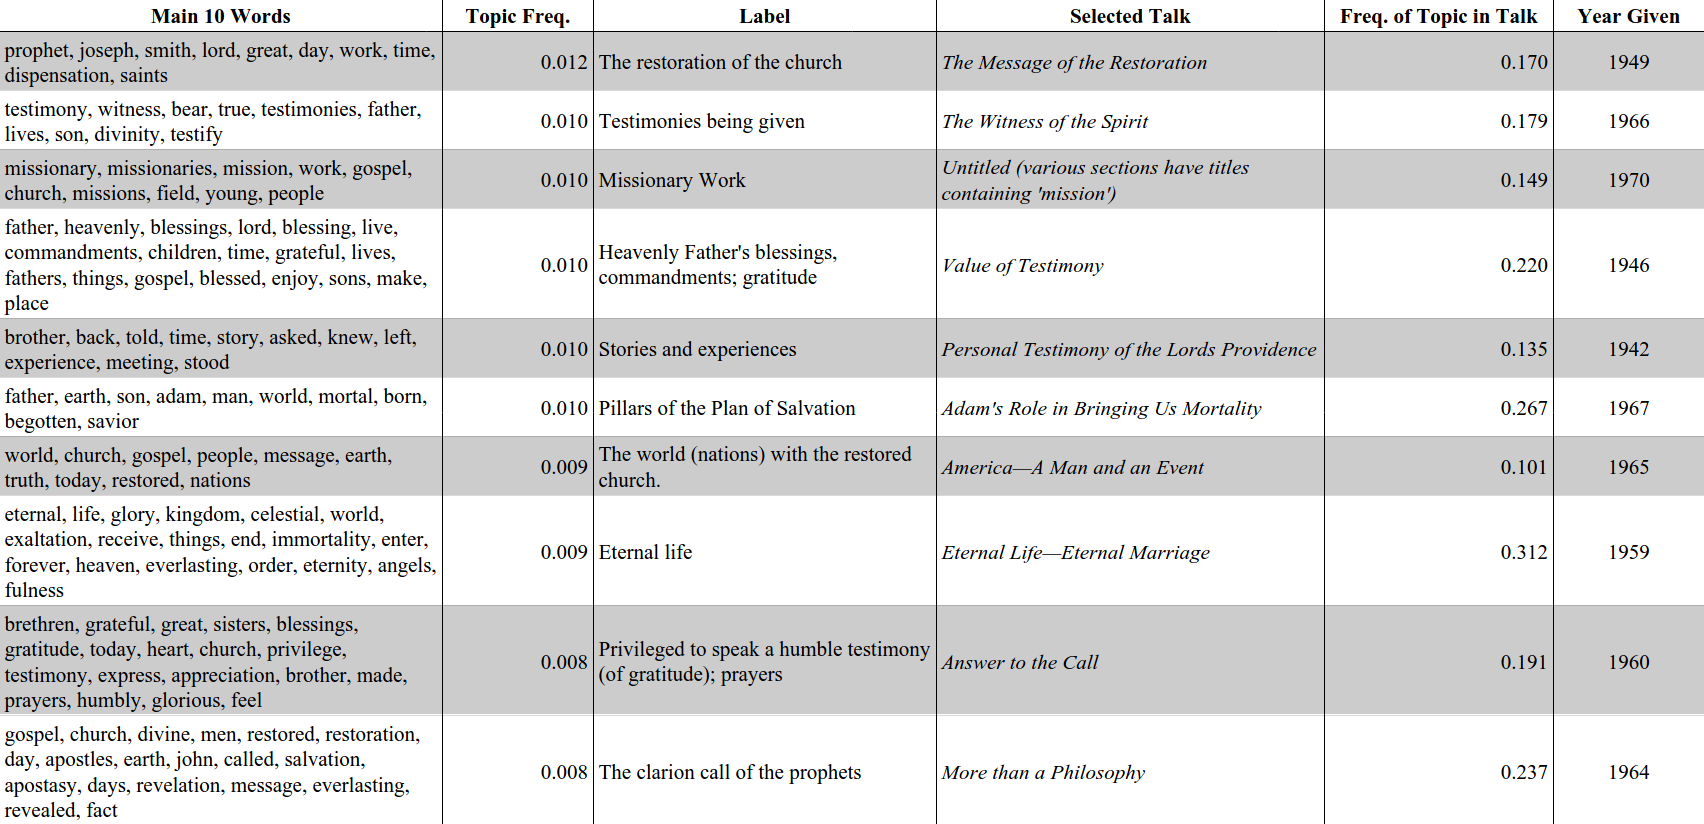 Main 10 Words Topic Freq. Label Selected Talk Freq. of Topic in Talk Year Given
prophet, joseph, smith, lord, great, day, work, time,
dispensation, saints
0.012 The restoration of the church The Message of the Restoration 0.170 1949
testimony, witness, bear, true, testimonies, father,
lives, son, divinity, testify
0.010 Testimonies being given The Witness of the Spirit 0.179 1966
missionary, missionaries, mission, work, gospel,
church, missions, field, young, people
0.010 Missionary Work
Untitled (various sections have titles
containing 'mission')
0.149 1970
father, heavenly, blessings, lord, blessing, live,
commandments, children, time, grateful, lives,
fathers, things, gospel, blessed, enjoy, sons, make,
place
0.010
Heavenly Father's blessings,
commandments; gratitude
Value of Testimony 0.220 1946
brother, back, told, time, story, asked, knew, left,
experience, meeting, stood
0.010 Stories and experiences Personal Testimony of the Lords Providence 0.135 1942
father, earth, son, adam, man, world, mortal, born,
begotten, savior
0.010 Pillars of the Plan of Salvation Adam's Role in Bringing Us Mortality 0.267 1967
world, church, gospel, people, message, earth,
truth, today, restored, nations
0.009
The world (nations) with the restored
church.
America—A Man and an Event 0.101 1965
eternal, life, glory, kingdom, celestial, world,
exaltation, receive, things, end, immortality, enter,
forever, heaven, everlasting, order, eternity, angels,
fulness
0.009 Eternal life Eternal Life—Eternal Marriage 0.312 1959
brethren, grateful, great, sisters, blessings,
gratitude, today, heart, church, privilege,
testimony, express, appreciation, brother, made,
prayers, humbly, glorious, feel
0.008
Privileged to speak a humble testimony
(of gratitude); prayers
Answer to the Call 0.191 1960
gospel, church, divine, men, restored, restoration,
day, apostles, earth, john, called, salvation,
apostasy, days, revelation, message, everlasting,
revealed, fact
0.008 The clarion call of the prophets More than a Philosophy 0.237 1964